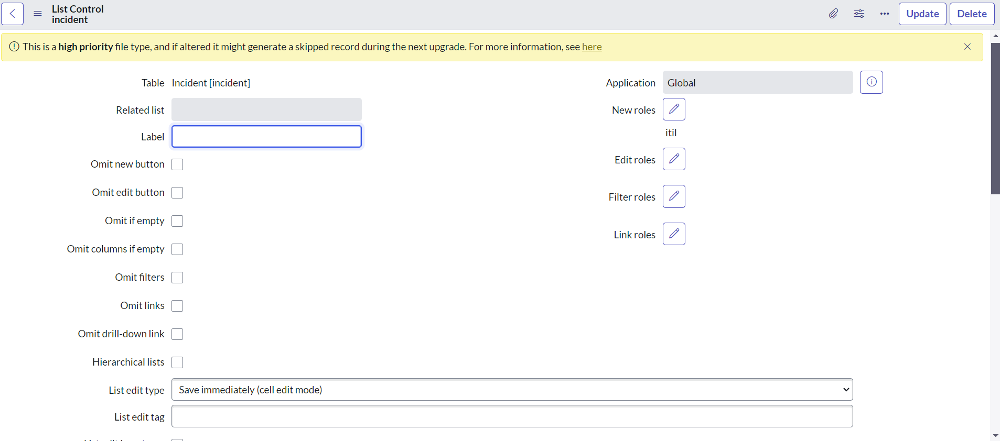 List Control
incident
Update
Delete
This is a high priority file type, and if altered it might generate a skipped record during the next upgrade. For more information, see here
Table Incident [incident]
Related list
Label
Omit new button
Omit edit button
Omit if empty
Omit columns if empty
Omit filters
Omit links
Omit drill-down link
Hierarchical lists
List edit type Save immediately (cell edit mode)
List edit tag
Application Global
New roles
itil
Edit roles
Filter roles
Link roles